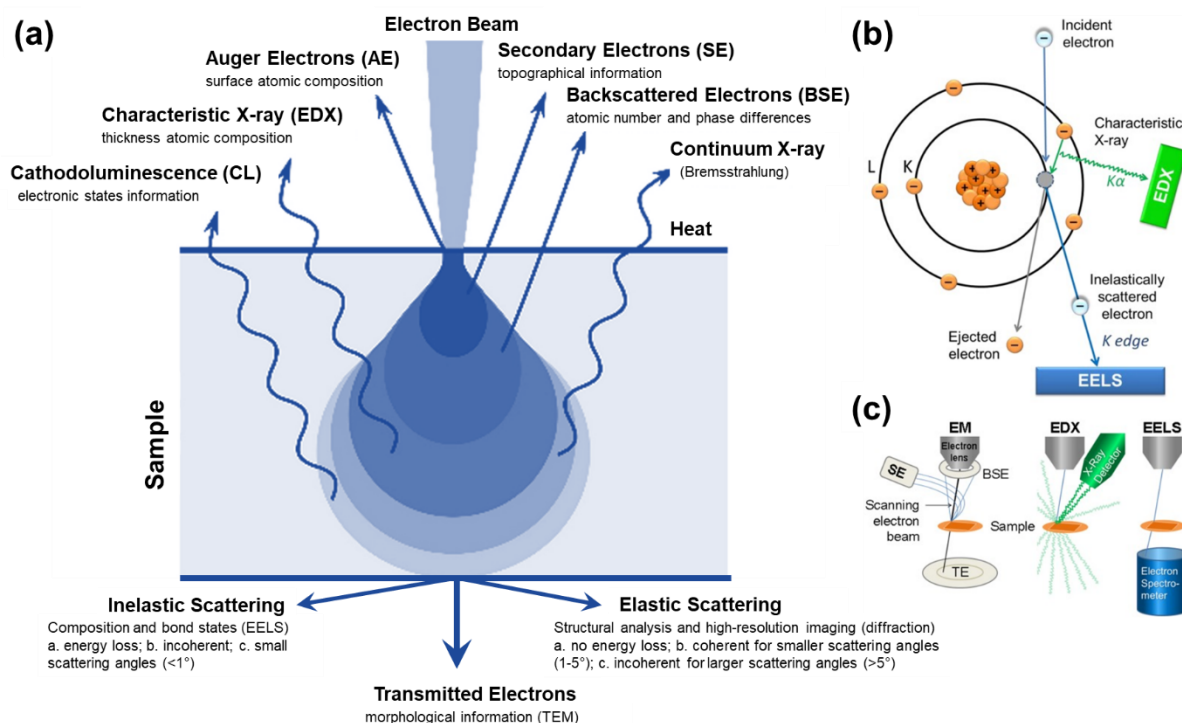 (a)
Electron Beam
Auger Electrons (AE)
surface atomic composition
Secondary Electrons (SE)
topographical information
Characteristic X-ray (EDX)
thickness atomic composition
Backscattered Electrons (BSE)
atomic number and phase differences
Cathodoluminescence (CL)
electronic states information
Continuum X-ray
(Bremsstrahlung)
Heat
Sample
Inelastic Scattering
Composition and bond states (EELS)
a. energy loss; b. incoherent; c. small
scattering angles (<1°)
Elastic Scattering
Structural analysis and high-resolution imaging (diffraction)
a. no energy loss; b. coherent for smaller scattering angles
(1-5°); c. incoherent for larger scattering angles (>5°)
Transmitted Electrons
morphological information (TEM)
(b)
Incident
electron
Characteristic
X-ray
L
K
Kα
EDX
Inelastically
scattered
electron
Ejected
electron
K edge
EELS
(c)
EM
Electron
lens
SE
BSE
Scanning
electron
beam
Sample
TE
EDX
X-Ray
Detector
EELS
Electron
Spectro-
meter